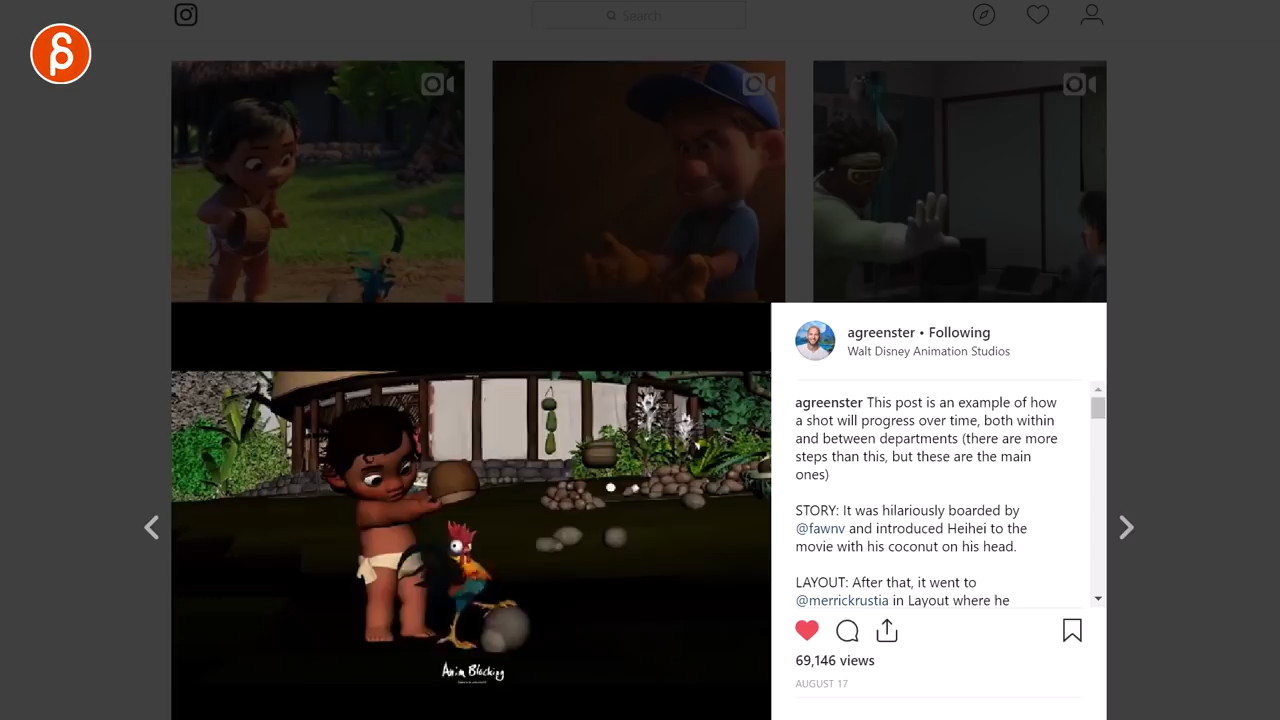 Search
agreenster • Following
Walt Disney Animation Studios
agreenster This post is an example of how
a shot will progress over time, both within
and between departments (there are more
steps than this, but these are the main
ones)
STORY: It was hilariously boarded by
@fawnv and introduced Heihei to the
movie with his coconut on his head.
LAYOUT: After that, it went to
@merrickrustia in Layout where he
69,146 views
AUGUST 17
Anim Blocking